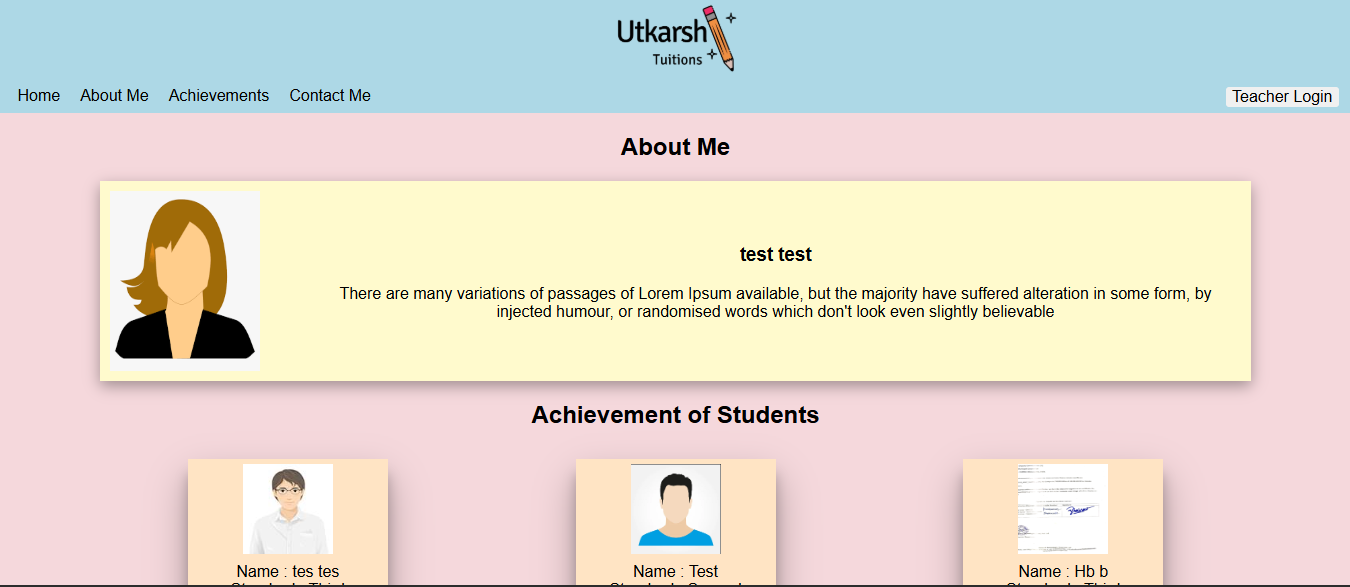 Utkarsh
Tuitions
Home About Me Achievements Contact Me Teacher Login
About Me
test test
There are many variations of passages of Lorem Ipsum available, but the majority have suffered alteration in some form, by
injected humour, or randomised words which don't look even slightly believable
Achievement of Students
Name : tes tes
Name : Test
Name : Hb b